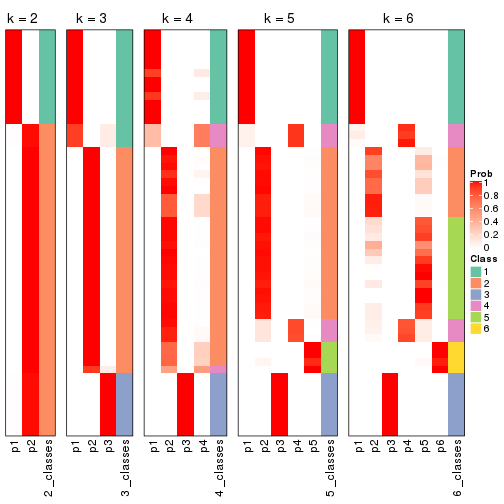 k = 2
k = 3
k = 4
k = 5
k = 6
Prob
1
0.8
0.6
0.4
0.2
0
Class
1
2
3
4
5
6
p1
p2
2_classes
p1
p2
p3
3_classes
p1
p2
p3
p4
4_classes
p1
p2
p3
p4
p5
5_classes
p1
p2
p3
p4
p5
p6
6_classes